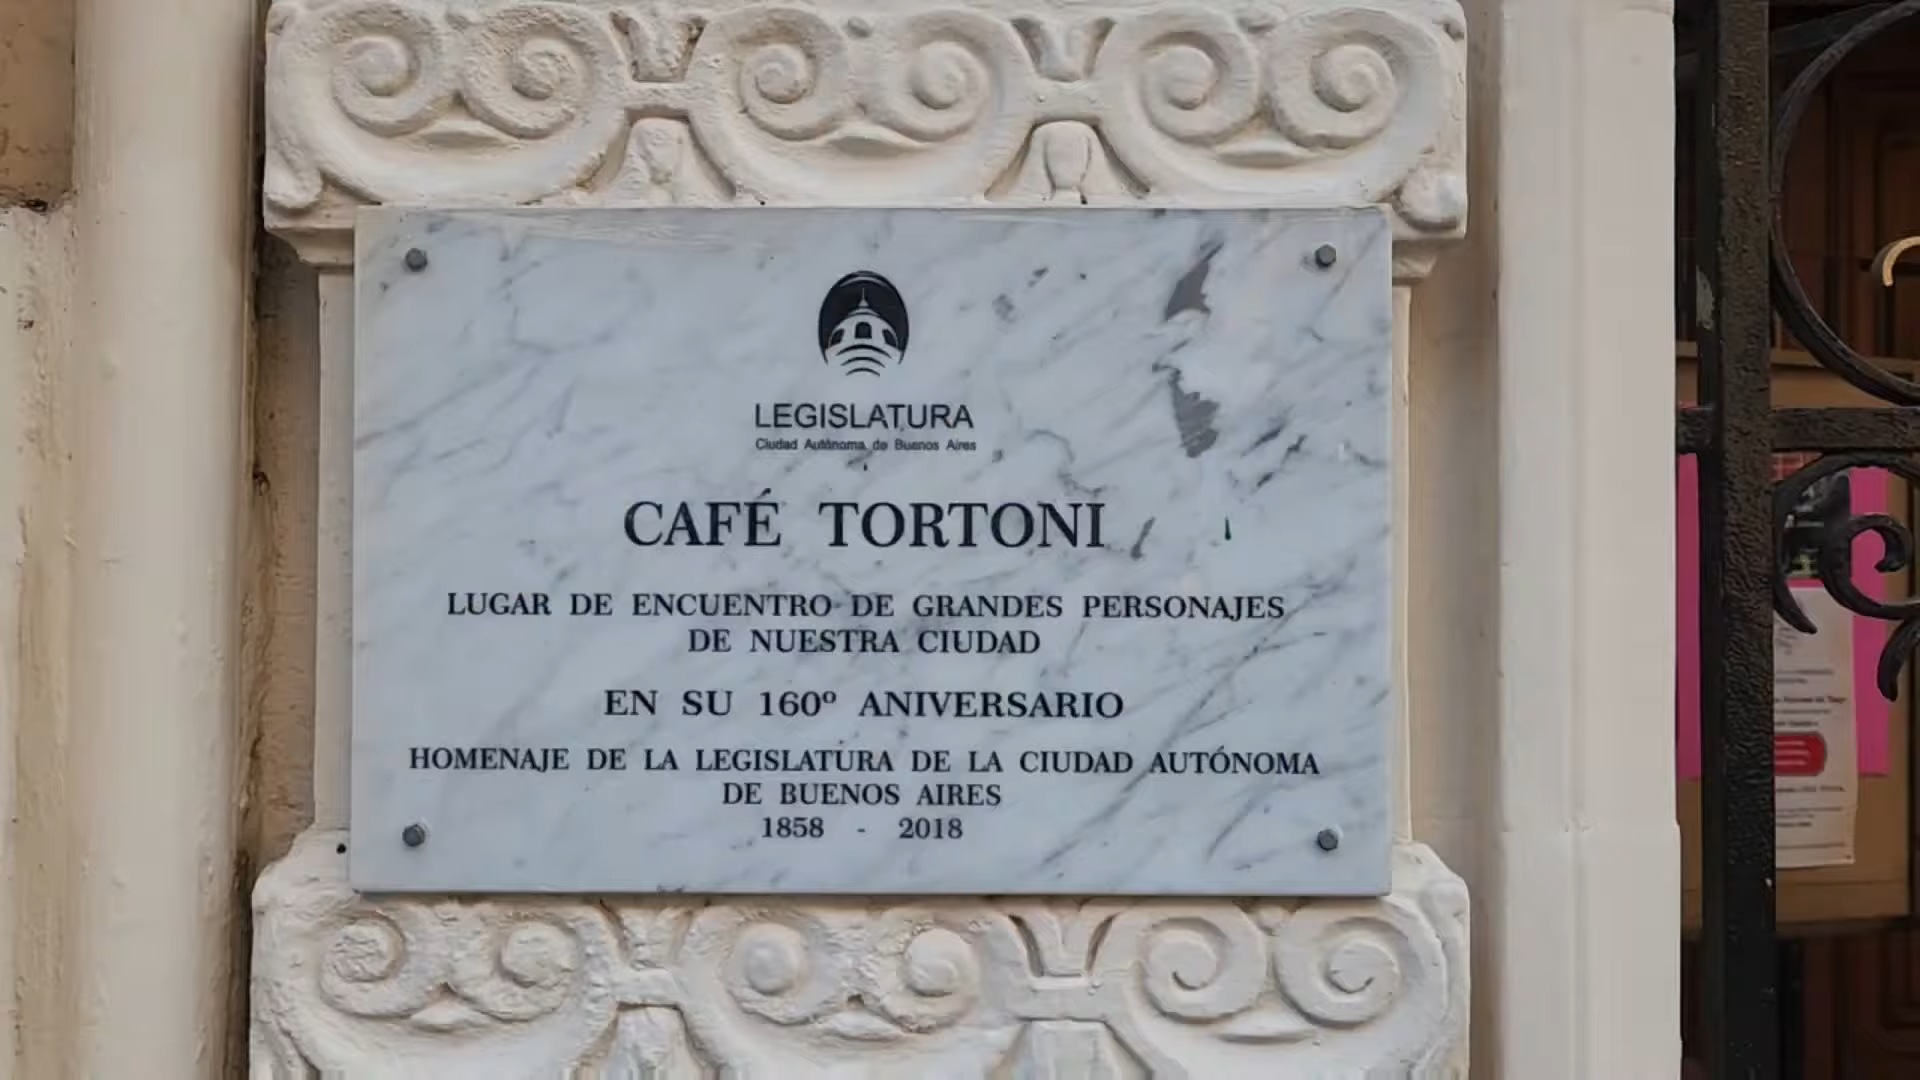 LEGISLATURA
Ciudad Autónoma de Buenos Aires
CAFÉ TORTONI
LUGAR DE ENCUENTRO DE GRANDES PERSONAJES
DE NUESTRA CIUDAD
EN SU 160º ANIVERSARIO
HOMENAJE DE LA LEGISLATURA DE LA CIUDAD AUTÓNOMA
DE BUENOS AIRES
1858 - 2018